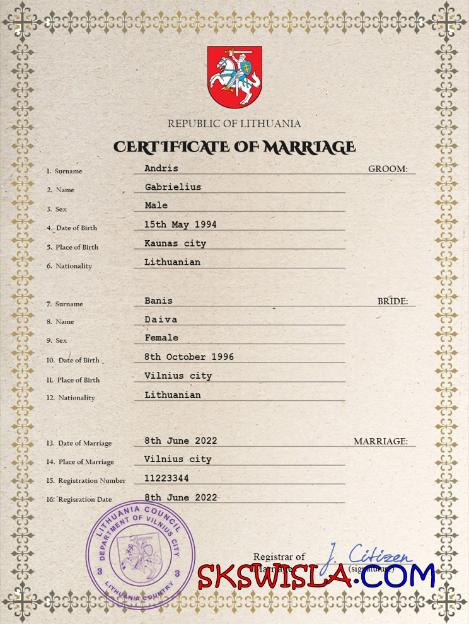 REPUBLIC OF LITHUANIA
CERTIFICATE OF MARRIAGE
1. Surname Andris GROOM:
2. Name Gabrielius
3. Sex Male
4. Date of Birth 15th May 1994
5. Place of Birth Kaunas city
6. Nationality Lithuanian
7. Surname Banis BRIDE:
8. Name Daiva
9. Sex Female
10. Date of Birth 8th October 1996
11. Place of Birth Vilnius city
12. Nationality Lithuanian
13. Date of Marriage 8th June 2022 MARRIAGE:
14. Place of Marriage Vilnius city
15. Registration Number 11223344
16. Regisration Date 8th June 2022
LITHUANIA COUNCIL
DEPARTMENT OF VILNIUS CITY
3 3
LITHUANIA COUNTRY
Registrar of J. Citizen
SKSWISLA.COM